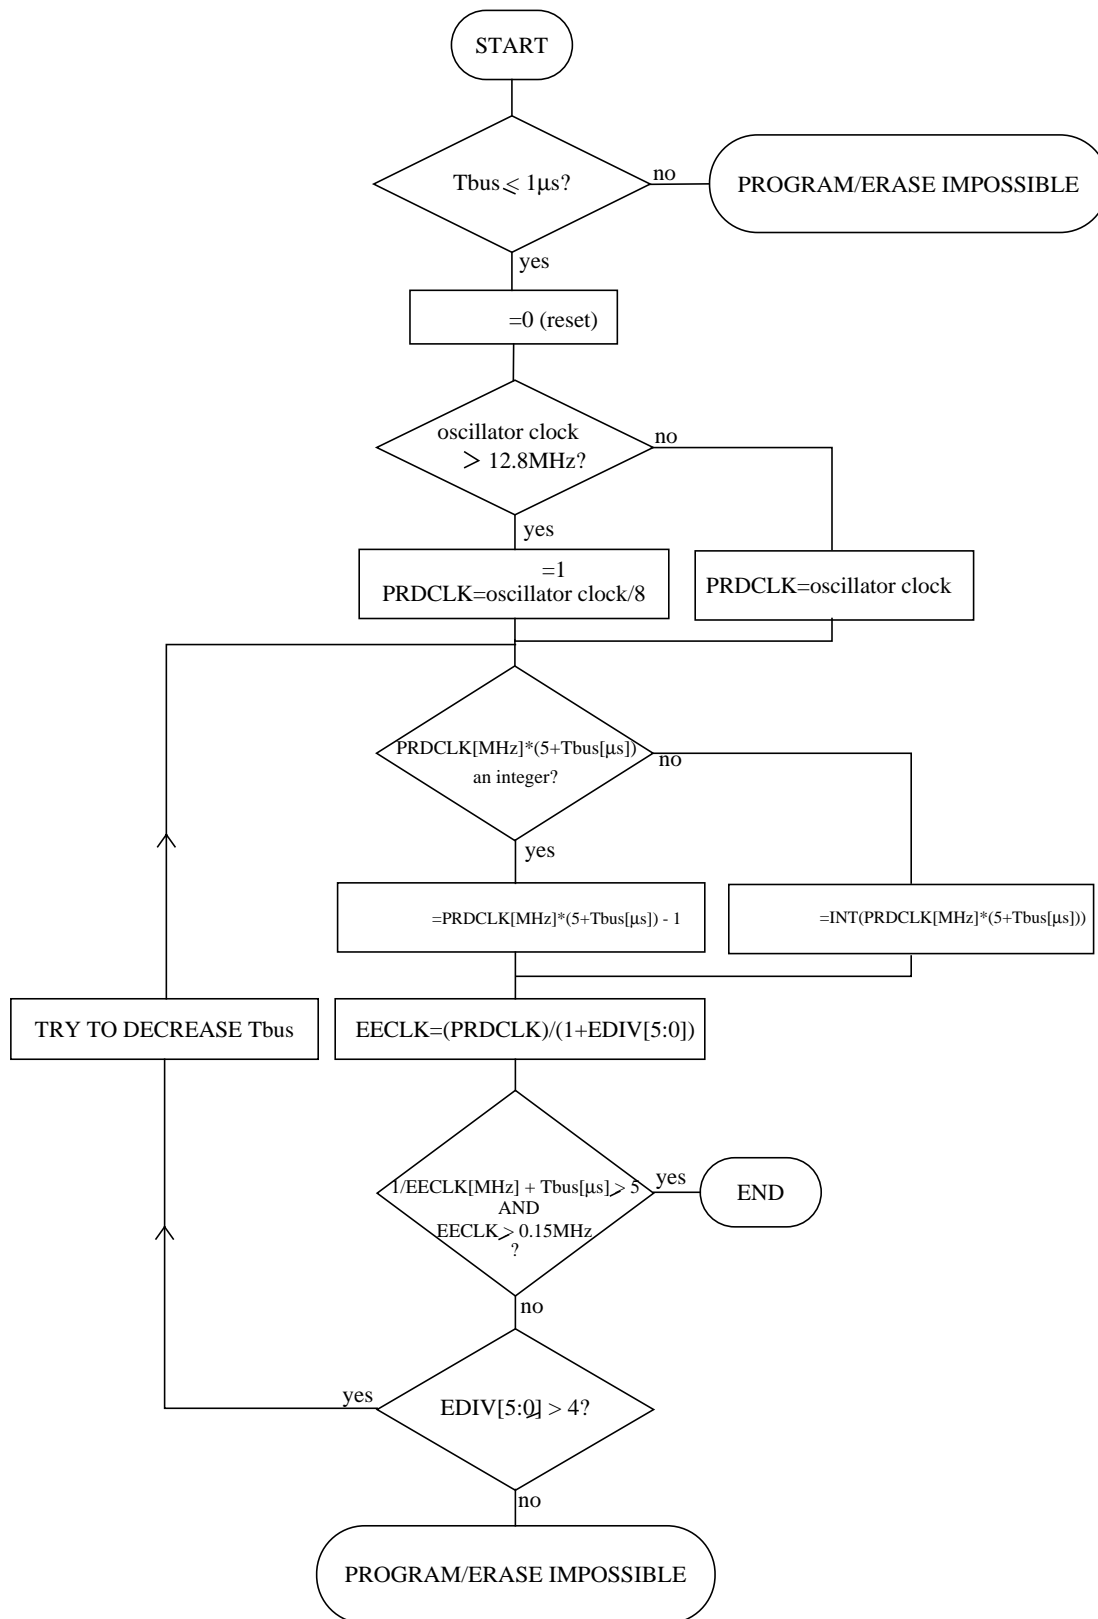 START
Tbus ⩽ 1μs?
no
PROGRAM/ERASE IMPOSSIBLE
yes
=0 (reset)
oscillator clock
> 12.8MHz?
no
yes
=1
PRDCLK=oscillator clock/8
PRDCLK=oscillator clock
PRDCLK[MHz]*(5+Tbus[μs])
an integer?
no
yes
=PRDCLK[MHz]*(5+Tbus[μs]) - 1
=INT(PRDCLK[MHz]*(5+Tbus[μs]))
TRY TO DECREASE Tbus
EECLK=(PRDCLK)/(1+EDIV[5:0])
1/EECLK[MHz] + Tbus[μs] > 5
AND
EECLK > 0.15MHz
?
yes
END
no
yes
EDIV[5:0] > 4?
no
PROGRAM/ERASE IMPOSSIBLE